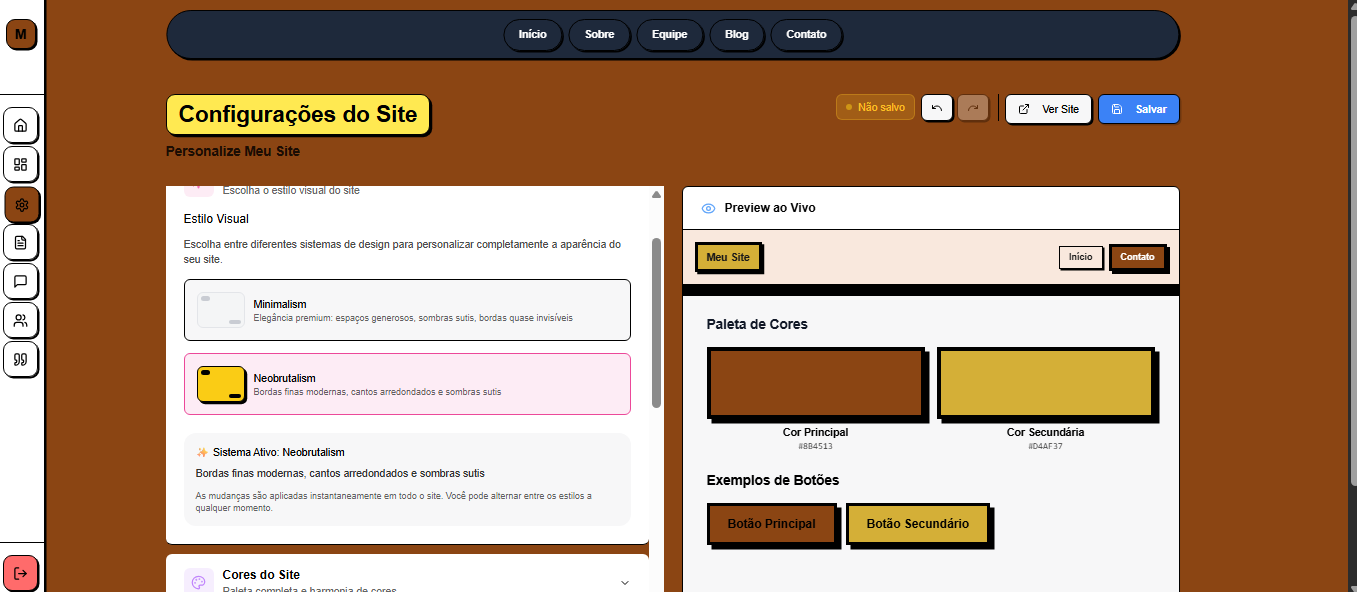 M
Início
Sobre
Equipe
Blog
Contato
Configurações do Site
Personalize Meu Site
Não salvo
Ver Site
Salvar
Escolha o estilo visual do site
Estilo Visual
Escolha entre diferentes sistemas de design para personalizar completamente a aparência do
seu site.
Minimalism
Elegância premium: espaços generosos, sombras sutis, bordas quase invisíveis
Neobrutalism
Bordas finas modernas, cantos arredondados e sombras sutis
Sistema Ativo: Neobrutalism
Bordas finas modernas, cantos arredondados e sombras sutis
As mudanças são aplicadas instantaneamente em todo o site. Você pode alternar entre os estilos a
qualquer momento.
Cores do Site
Paleta completa e harmonia de cores
Preview ao Vivo
Meu Site
Início
Contato
Paleta de Cores
Cor Principal
#8B4513
Cor Secundária
#D4AF37
Exemplos de Botões
Botão Principal
Botão Secundário